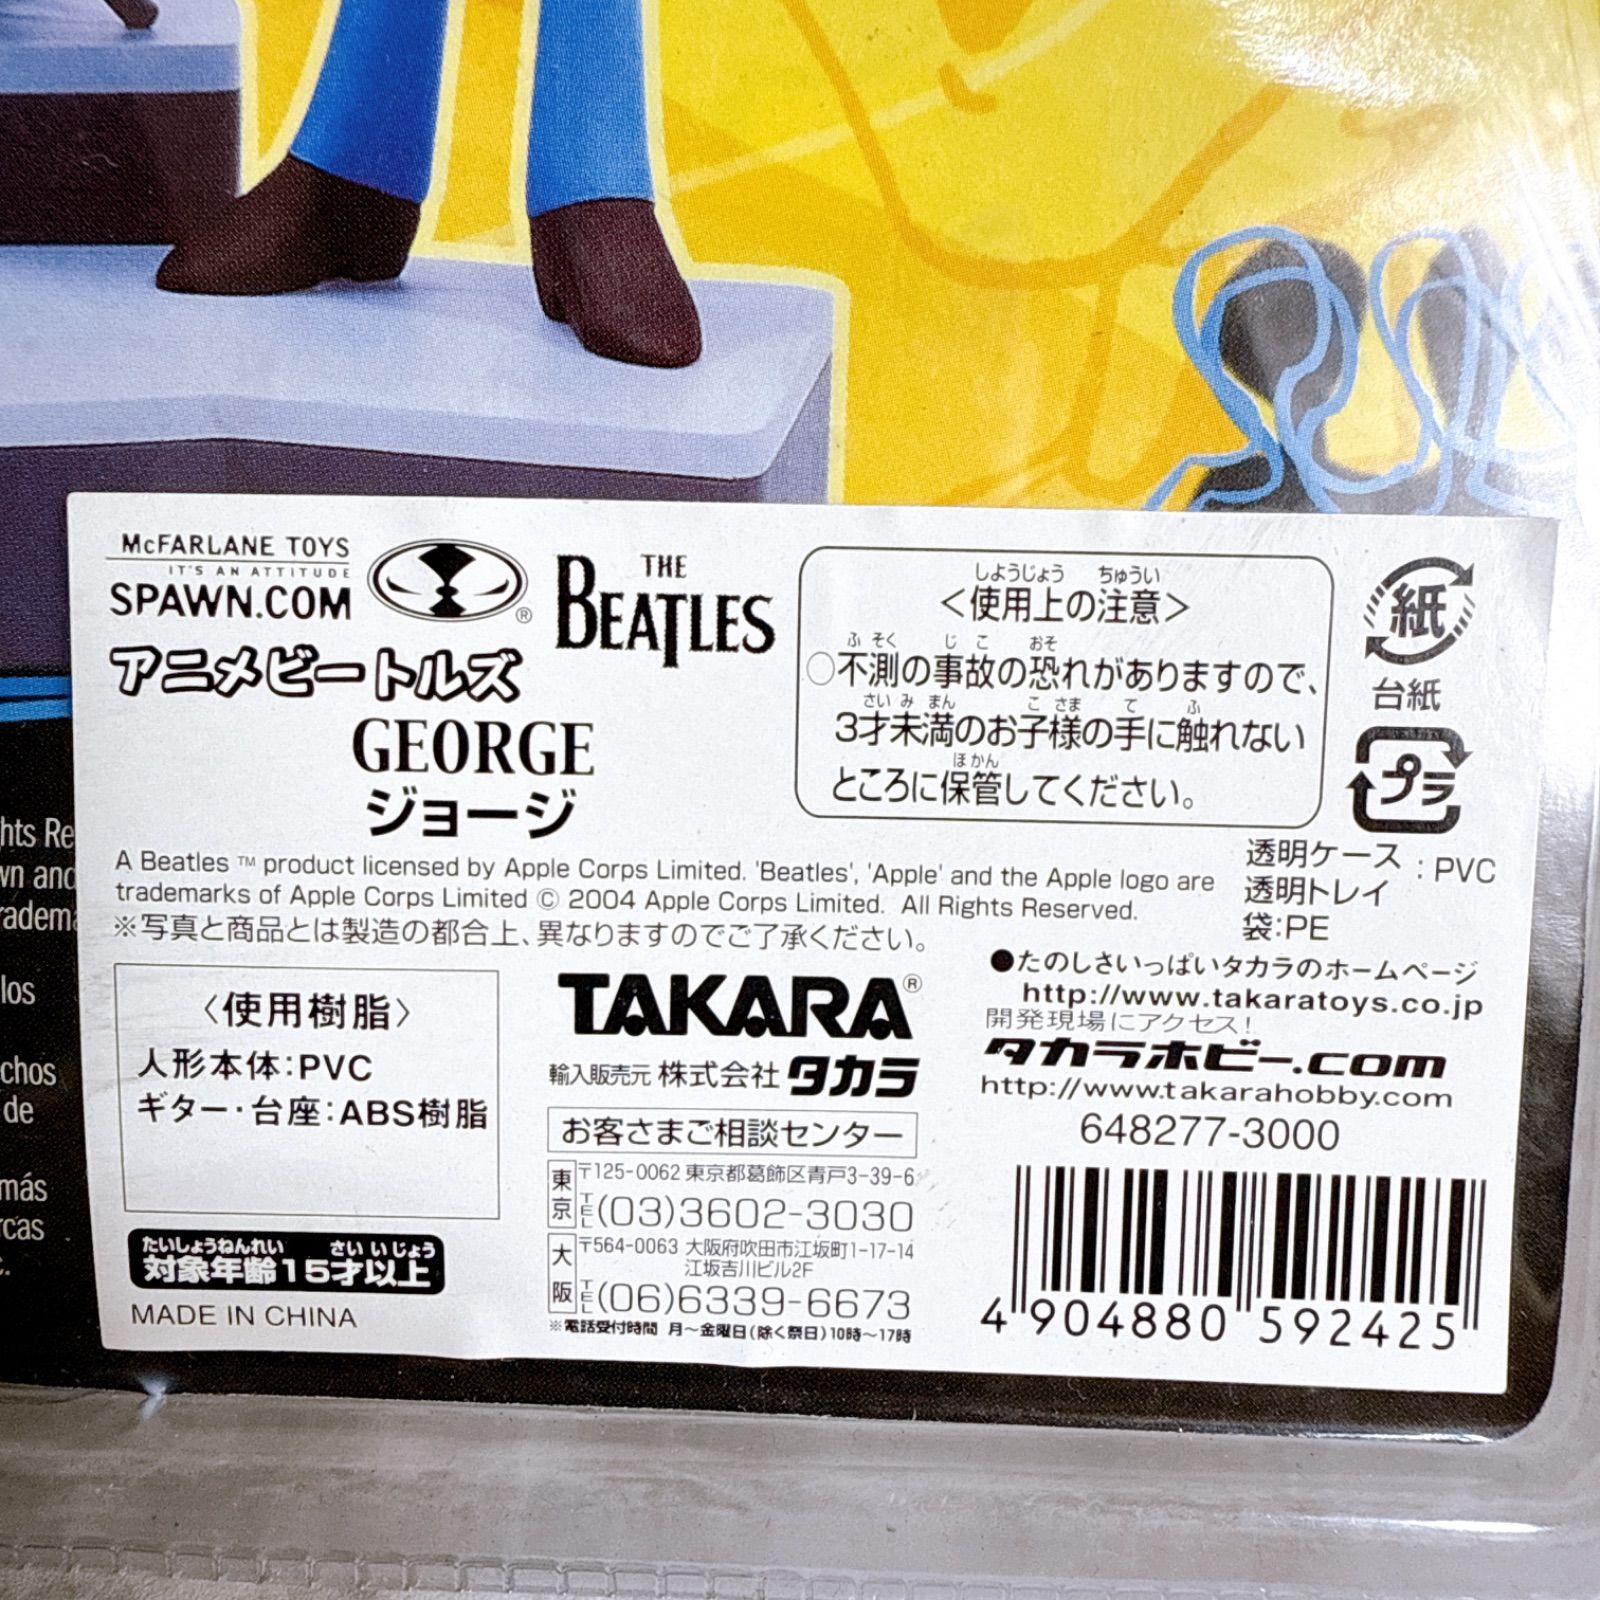 McFARLANE TOYS
IT'S AN ATTITUDE
SPAWN.COM
®
THE
BEATLES
アニメビートルズ
GEORGE
ジョージ
しようじょう ちゅうい
＜使用上の注意＞
ふそく じこ おそ
○不測の事故の恐れがありますので、
さいみまん こさま て ふ
3才未満のお子様の手に触れない
ほかん
ところに保管してください。
紙
台紙
プラ
透明ケース
透明トレイ
:PVC
袋:PE
A Beatles ™ product licensed by Apple Corps Limited. 'Beatles', 'Apple' and the Apple logo are
trademarks of Apple Corps Limited © 2004 Apple Corps Limited. All Rights Reserved.
※写真と商品とは製造の都合上、異なりますのでご了承ください。
〈使用樹脂〉
人形本体:PVC
ギター・台座:ABS樹脂
たいしょうねんれい さいいじょう
対象年齢15才以上
MADE IN CHINA
TAKARA®
輸入販売元 株式会社 タカラ
お客さまご相談センター
東京
〒125-0062 東京都葛飾区青戸3-39-6
TEL(03)3602-3030
大阪
〒564-0063 大阪府吹田市江坂町1-17-14
江坂吉川ビル2F
TEL(06)6339-6673
※電話受付時間 月～金曜日(除く祭日)10時～17時
●たのしさいっぱいタカラのホームページ
http://www.takaratoys.co.jp
開発現場にアクセス!
タカラホビー.com
http://www.takarahobby.com
648277-3000
4 904880 592425
hts Re
wn and
radema
los
chos
de
más
rcas